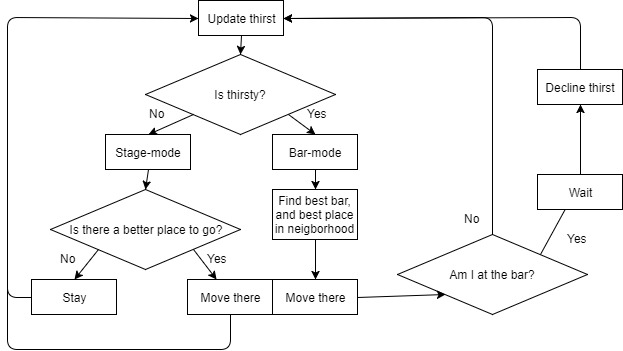 Update thirst
Is thirsty?
No
Yes
Stage-mode
Bar-mode
Find best bar,
and best place
in neigborhood
Is there a better place to go?
No
Yes
Stay
Move there
Move there
Am I at the bar?
No
Yes
Wait
Decline thirst